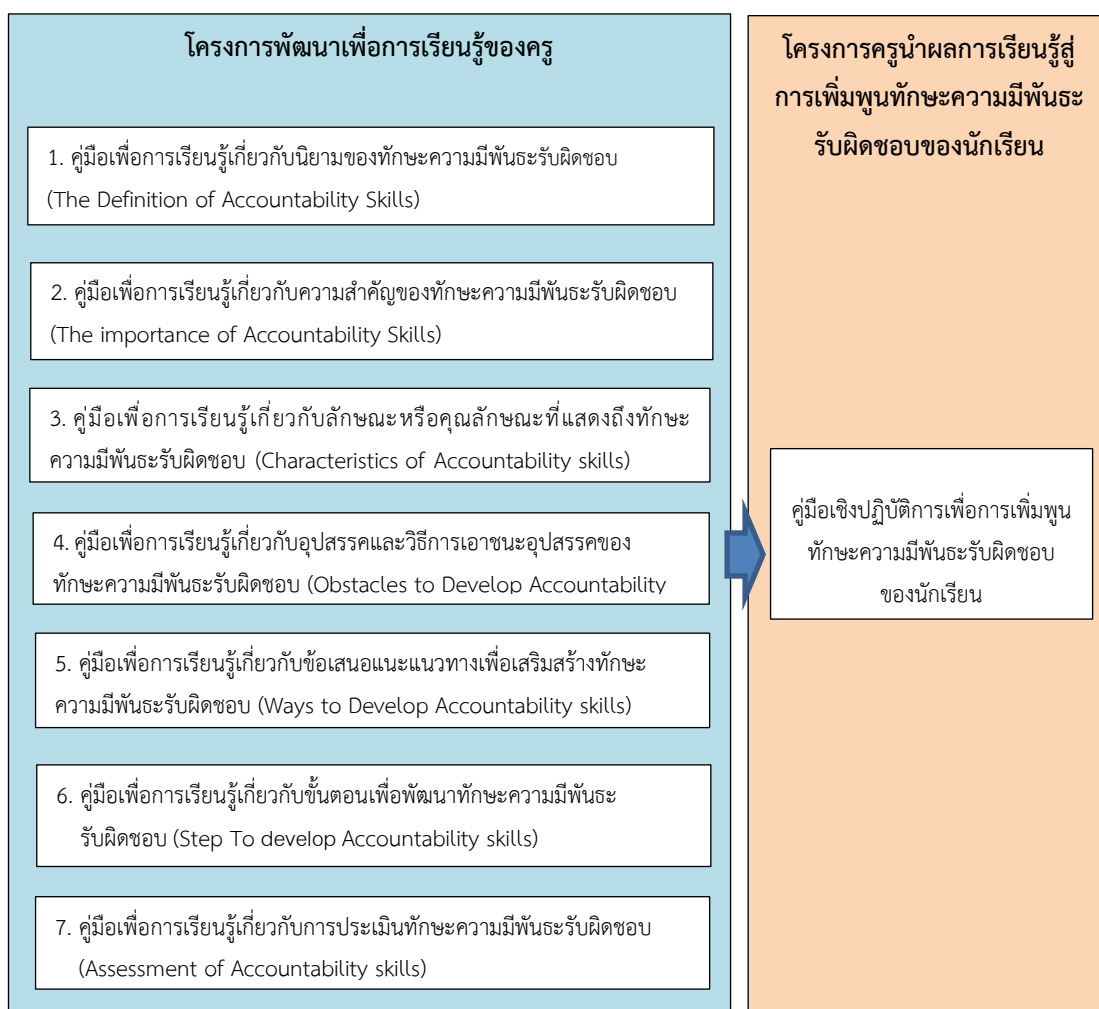 โครงการพัฒนาเพื่อการเรียนรู้ของครู
1. คู่มือเพื่อการเรียนรู้เกี่ยวกับนิยามของทักษะความมีพันธะรับผิดชอบ
(The Definition of Accountability Skills)
2. คู่มือเพื่อการเรียนรู้เกี่ยวกับความสำคัญของทักษะความมีพันธะรับผิดชอบ
(The importance of Accountability Skills)
3. คู่มือเพื่อการเรียนรู้เกี่ยวกับลักษณะหรือคุณลักษณะที่แสดงถึงทักษะ
ความมีพันธะรับผิดชอบ (Characteristics of Accountability skills)
4. คู่มือเพื่อการเรียนรู้เกี่ยวกับอุปสรรคและวิธีการเอาชนะอุปสรรคของ
ทักษะความมีพันธะรับผิดชอบ (Obstacles to Develop Accountability
5. คู่มือเพื่อการเรียนรู้เกี่ยวกับข้อเสนอแนะแนวทางเพื่อเสริมสร้างทักษะ
ความมีพันธะรับผิดชอบ (Ways to Develop Accountability skills)
6. คู่มือเพื่อการเรียนรู้เกี่ยวกับขั้นตอนเพื่อพัฒนาทักษะความมีพันธะ
รับผิดชอบ (Step To develop Accountability skills)
7. คู่มือเพื่อการเรียนรู้เกี่ยวกับการประเมินทักษะความมีพันธะรับผิดชอบ
(Assessment of Accountability skills)
โครงการครูนำผลการเรียนรู้สู่
การเพิ่มพูนทักษะความมีพันธะ
รับผิดชอบของนักเรียน
คู่มือเชิงปฏิบัติการเพื่อการเพิ่มพูน
ทักษะความมีพันธะรับผิดชอบ
ของนักเรียน